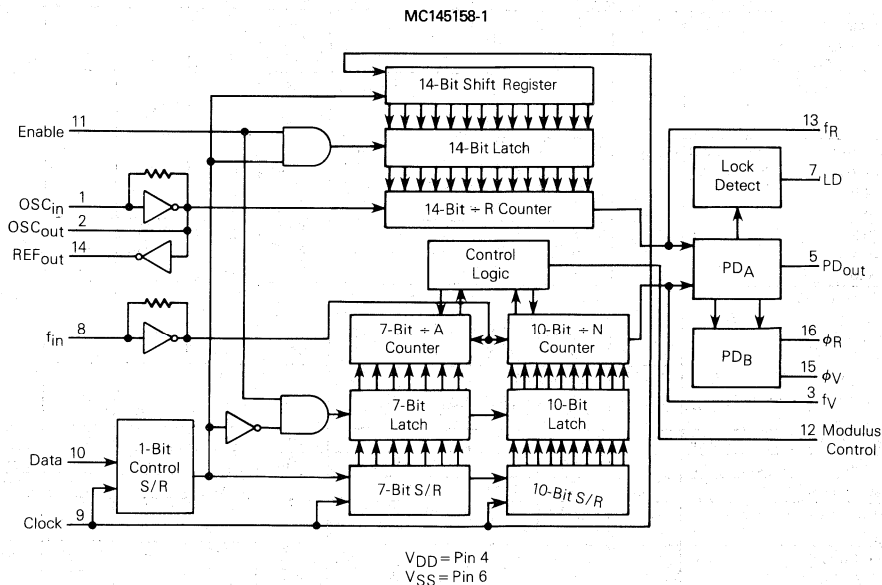 MC145158-1
14-Bit Shift Register
Enable 11
14-Bit Latch
OSCin 1
OSCout 2
REFout 14
14-Bit ÷ R Counter
13 fR
Lock
Detect
7 LD
Control
Logic
PDA
5 PDout
fin 8
7-Bit ÷ A
Counter
10-Bit ÷ N
Counter
PDB
16 ϕR
15 ϕV
3 fV
7-Bit
Latch
10-Bit
Latch
12 Modulus
Control
Data 10
1-Bit
Control
S/R
7-Bit S/R
10-Bit S/R
Clock 9
VDD = Pin 4
VSS = Pin 6